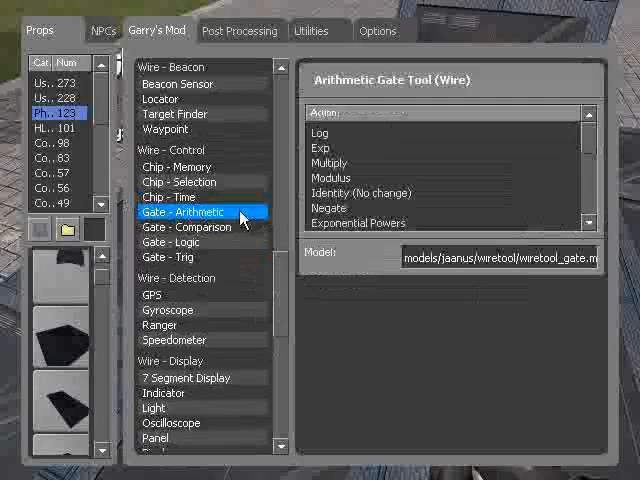 Props NPCs Garry's Mod Post Processing Utilities Options
Cat. Num
Us.. 273
Us.. 228
Ph.. 123
HL.. 101
Co.. 98
Co.. 83
Co.. 57
Co.. 56
Co.. 49
Wire - Beacon
Beacon Sensor
Locator
Target Finder
Waypoint
Wire - Control
Chip - Memory
Chip - Selection
Chip - Time
Gate - Arithmetic
Gate - Comparison
Gate - Logic
Gate - Trig
Wire - Detection
GPS
Gyroscope
Ranger
Speedometer
Wire - Display
7 Segment Display
Indicator
Light
Oscilloscope
Panel
Arithmetic Gate Tool (Wire)
Action:
Log
Exp
Multiply
Modulus
Identity (No change)
Negate
Exponential Powers
Model: models/jaanus/wiretool/wiretool_gate.m